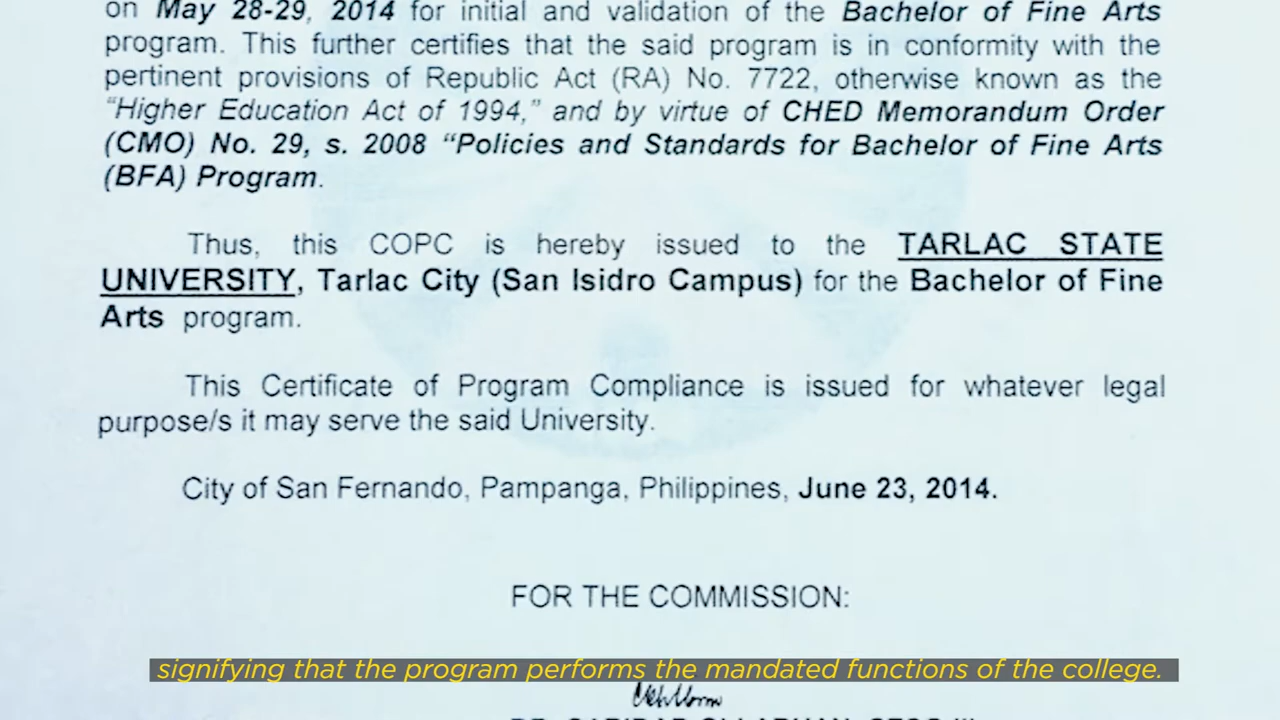 on May 28-29, 2014 for initial and validation of the Bachelor of Fine Arts
program. This further certifies that the said program is in conformity with the
pertinent provisions of Republic Act (RA) No. 7722, otherwise known as the
“Higher Education Act of 1994,” and by virtue of CHED Memorandum Order
(CMO) No. 29, s. 2008 “Policies and Standards for Bachelor of Fine Arts
(BFA) Program.
Thus, this COPC is hereby issued to the TARLAC STATE
UNIVERSITY, Tarlac City (San Isidro Campus) for the Bachelor of Fine
Arts program.
This Certificate of Program Compliance is issued for whatever legal
purpose/s it may serve the said University.
City of San Fernando, Pampanga, Philippines, June 23, 2014.
FOR THE COMMISSION:
signifying that the program performs the mandated functions of the college.